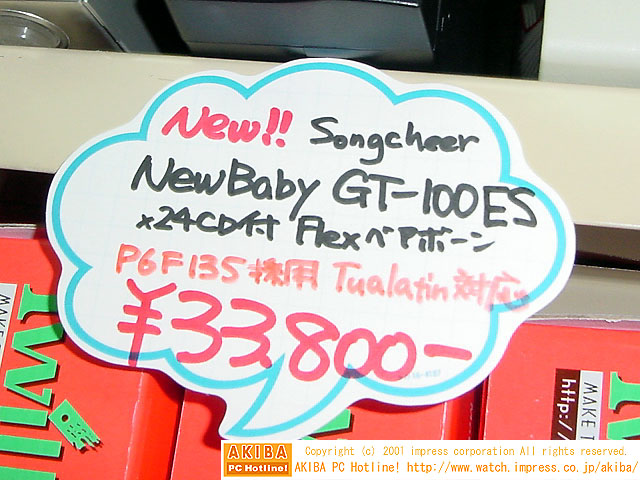 New!! Songcheer
NewBaby GT-100ES
x24CD付 Flexベアボーン
P6F135採用 Tualatin対応
¥33,800-
Iwill
MAKE T
http:/
AKIBA
PC Hotline!
Copyright (c) 2001 impress corporation All rights reserved.
AKIBA PC Hotline! http://www.watch.impress.co.jp/akiba/